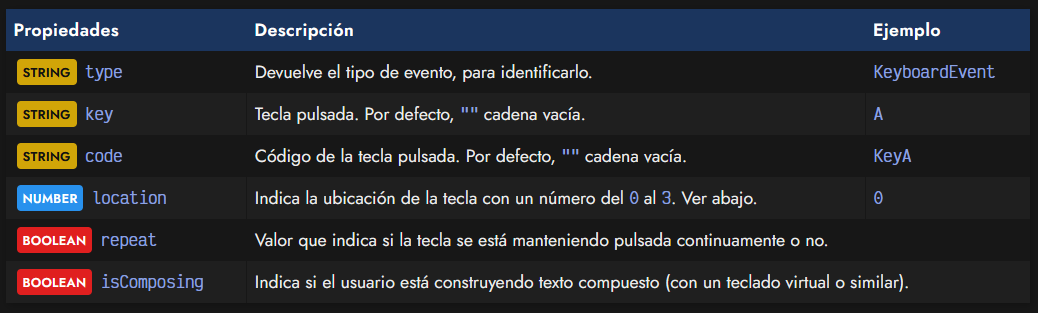 Propiedades Descripción Ejemplo
STRING type Devuelve el tipo de evento, para identificarlo. KeyboardEvent
STRING key Tecla pulsada. Por defecto, "" cadena vacía. A
STRING code Código de la tecla pulsada. Por defecto, "" cadena vacía. KeyA
NUMBER location Indica la ubicación de la tecla con un número del 0 al 3. Ver abajo. 0
BOOLEAN repeat Valor que indica si la tecla se está manteniendo pulsada continuamente o no.
BOOLEAN isComposing Indica si el usuario está construyendo texto compuesto (con un teclado virtual o similar).